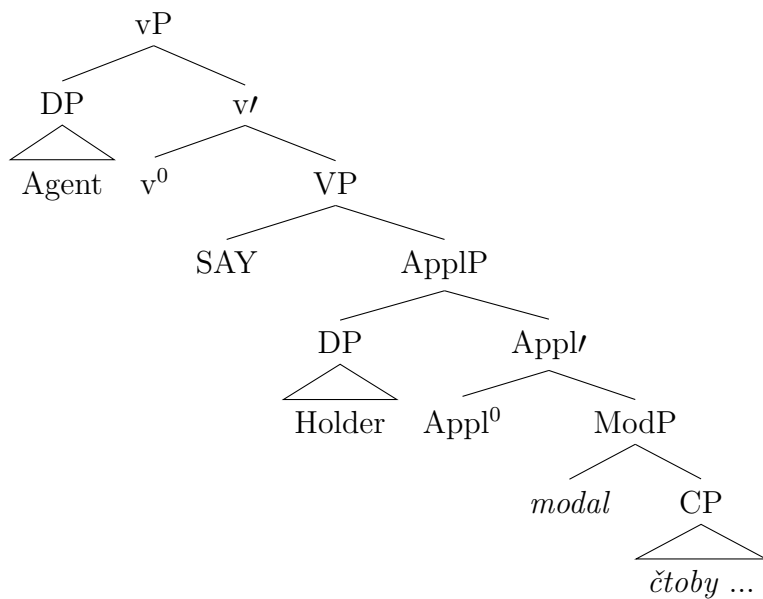 vP
DP v′
Agent v⁰ VP
SAY ApplP
DP Appl′
Holder Appl⁰ ModP
modal CP
čtoby ...